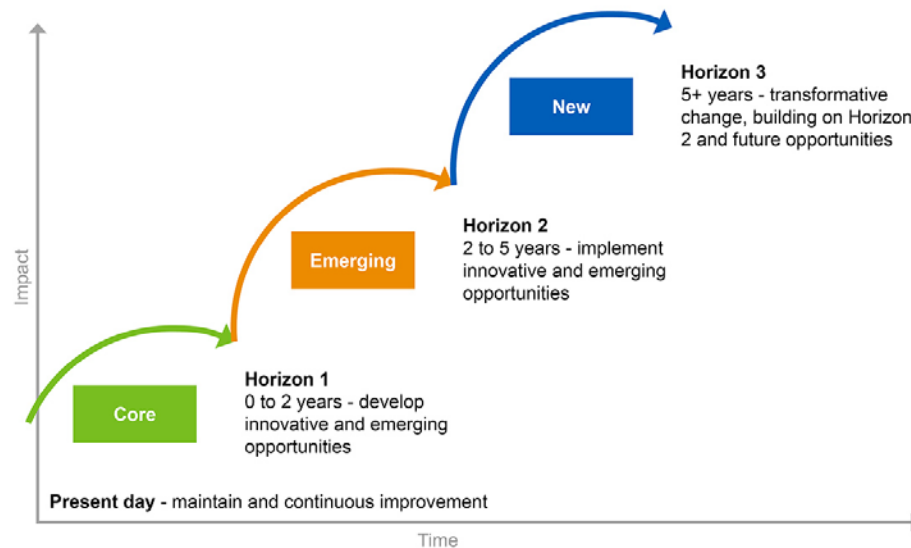 Horizon 3
5+ years - transformative
change, building on Horizon
2 and future opportunities
New
Horizon 2
2 to 5 years - implement
innovative and emerging
opportunities
Emerging
Impact
Horizon 1
0 to 2 years - develop
innovative and emerging
opportunities
Core
Present day - maintain and continuous improvement
Time